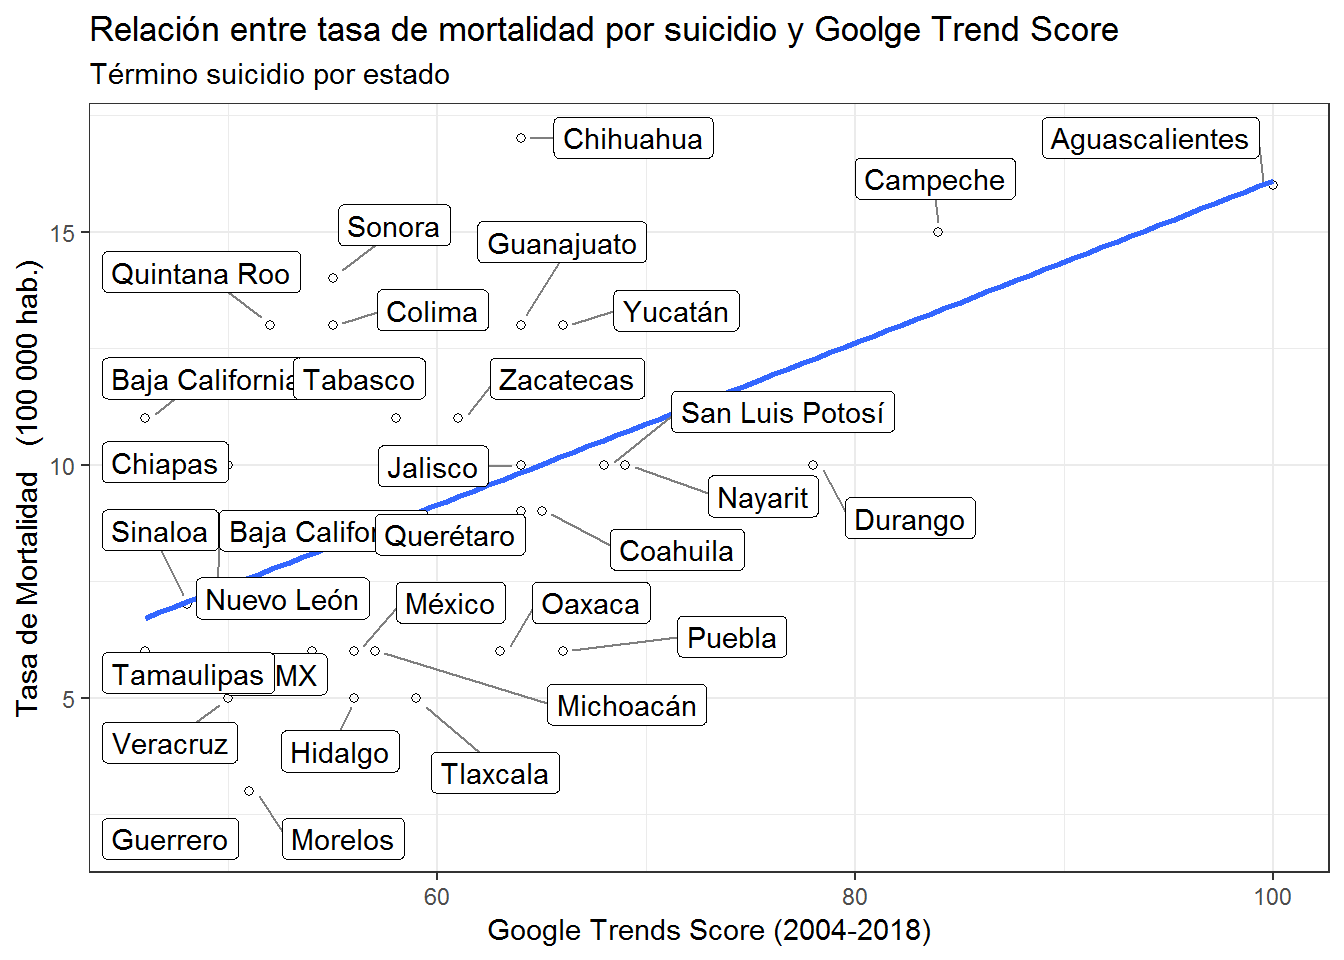 Relación entre tasa de mortalidad por suicidio y Goolge Trend Score
Término suicidio por estado
Tasa de Mortalidad (100 000 hab.)
15
10
5
Chihuahua
Aguascalientes
Campeche
Sonora
Guanajuato
Quintana Roo
Colima
Yucatán
Baja California
Tabasco
Zacatecas
San Luis Potosí
Chiapas
Jalisco
Nayarit
Durango
Sinaloa
Baja Califor
Querétaro
Coahuila
Nuevo León
México
Oaxaca
Puebla
Tamaulipas
MX
Michoacán
Veracruz
Hidalgo
Tlaxcala
Guerrero
Morelos
60
80
100
Google Trends Score (2004-2018)